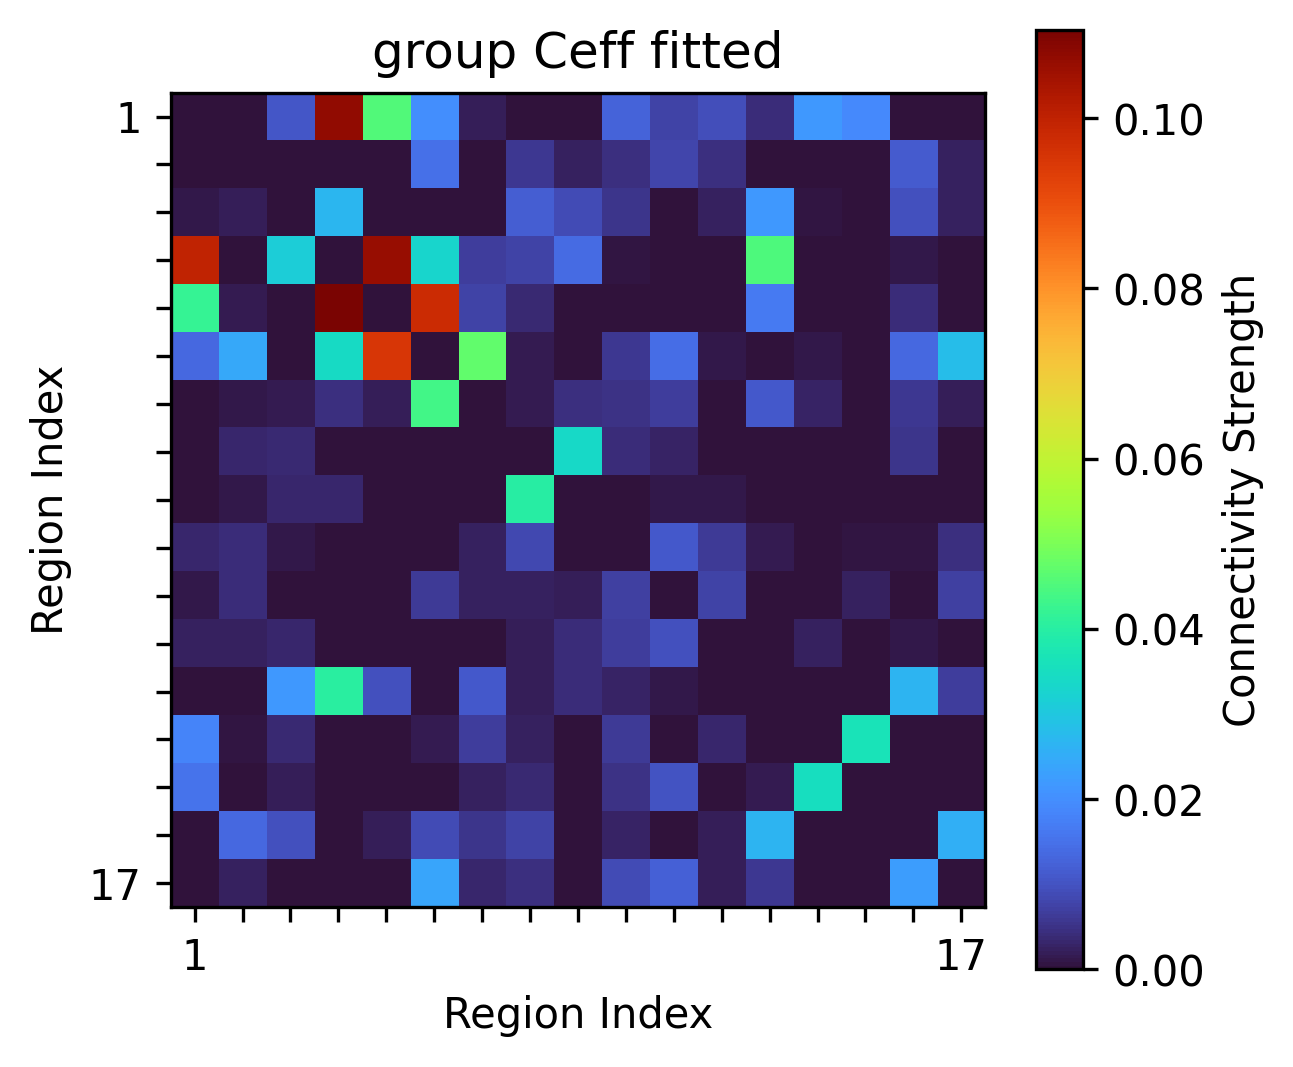 group Ceff fitted
1
17
1
17
Region Index
Region Index
0.10
0.08
0.06
0.04
0.02
0.00
Connectivity Strength